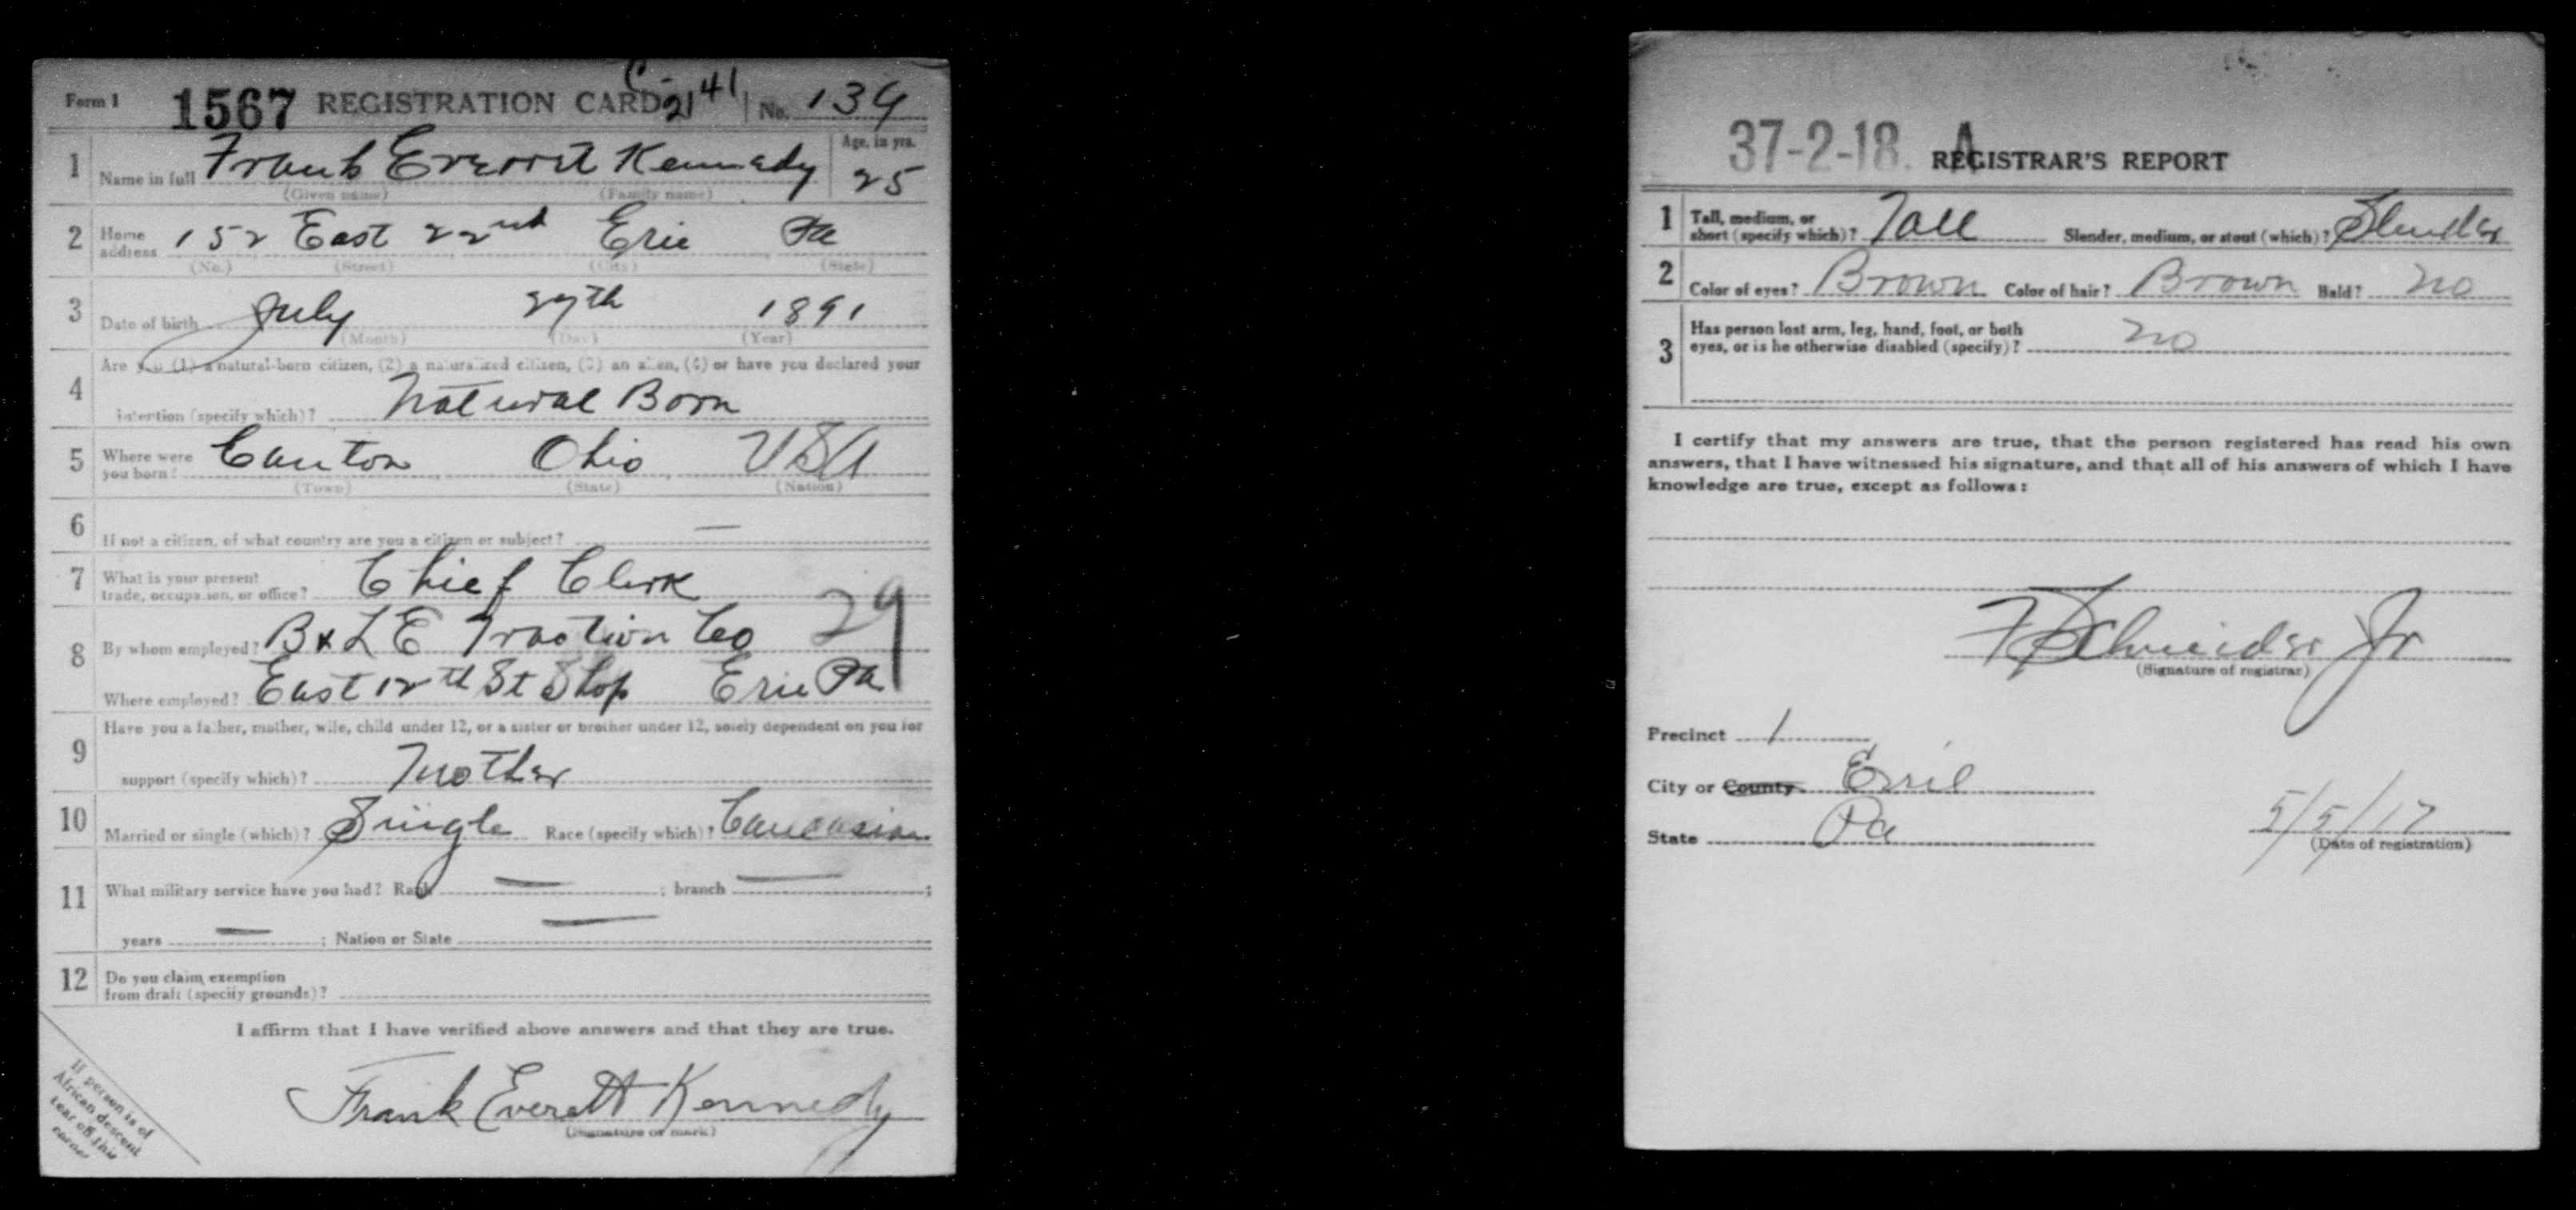 Form 1 1567 REGISTRATION CARD C-2141 No. 139
1 Name in full Frank Everett Kennedy Age, in yrs. 25
(Given name) (Family name)
2 Home address 152 East 22nd Erie Pa
(No.) (Street) (City) (State)
3 Date of birth July 27th 1891
(Month) (Day) (Year)
4 Are you (1) a natural-born citizen, (2) a naturalized citizen, (3) an alien, (4) or have you declared your
intention (specify which)? Natural Born
5 Where were you born? Canton Ohio USA
(Town) (State) (Nation)
6 If not a citizen, of what country are you a citizen or subject? —
7 What is your present trade, occupation, or office? Chief Clerk 29
8 By whom employed? B & L E Traction Co
Where employed? East 12th St Shop Erie Pa
9 Have you a father, mother, wife, child under 12, or a sister or brother under 12, solely dependent on you for
support (specify which)? Mother
10 Married or single (which)? Single Race (specify which)? Caucasian
11 What military service have you had? Rank — ; branch — ;
years — ; Nation or State —
12 Do you claim exemption
from draft (specify grounds)?
I affirm that I have verified above answers and that they are true.
Frank Everett Kennedy
(Signature or mark)
If person is of
African descent
tear off this
corner
37-2-18. A REGISTRAR'S REPORT
1 Tall, medium, or short (specify which)? Tall Slender, medium, or stout (which)? Slender
2 Color of eyes? Brown Color of hair? Brown Bald? no
3 Has person lost arm, leg, hand, foot, or both
eyes, or is he otherwise disabled (specify)? no
I certify that my answers are true, that the person registered has read his own
answers, that I have witnessed his signature, and that all of his answers of which I have
knowledge are true, except as follows:
Schneider Jr
(Signature of registrar)
Precinct 1
City or County Erie
State Pa 5/5/17
(Date of registration)